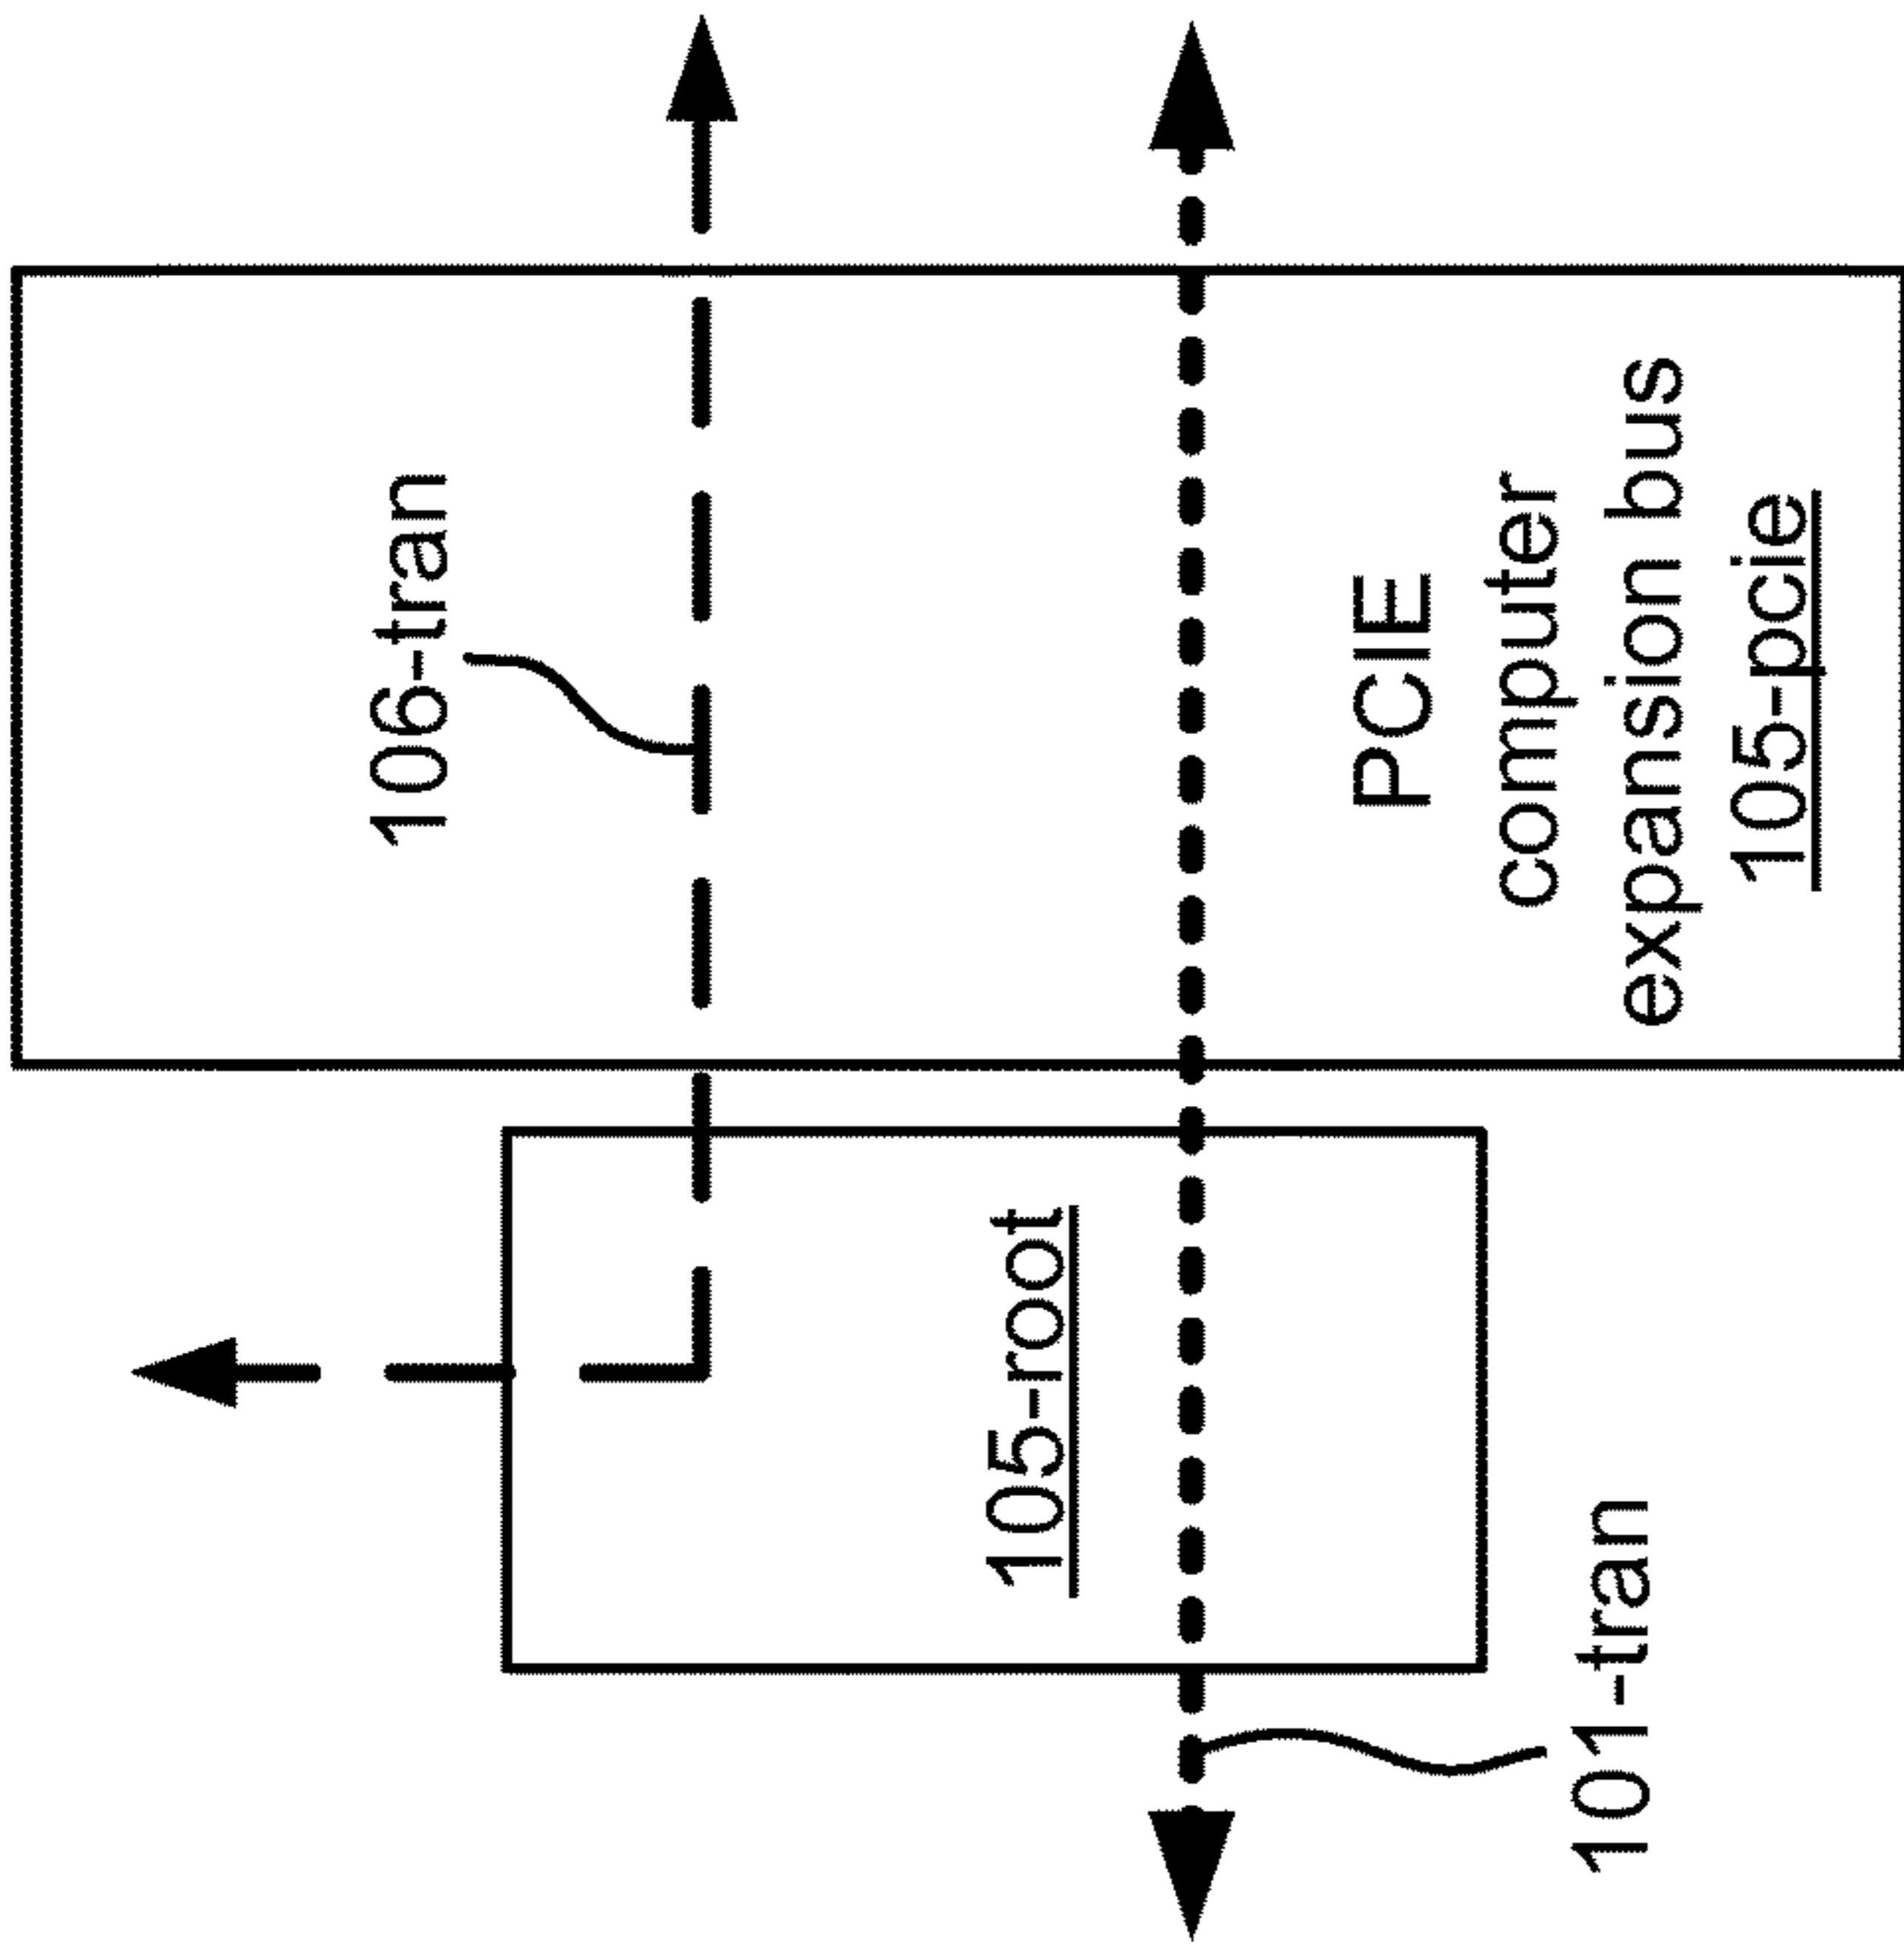 106-tran
105-root
PCIE
computer
expansion bus
105-pcie
101-tran